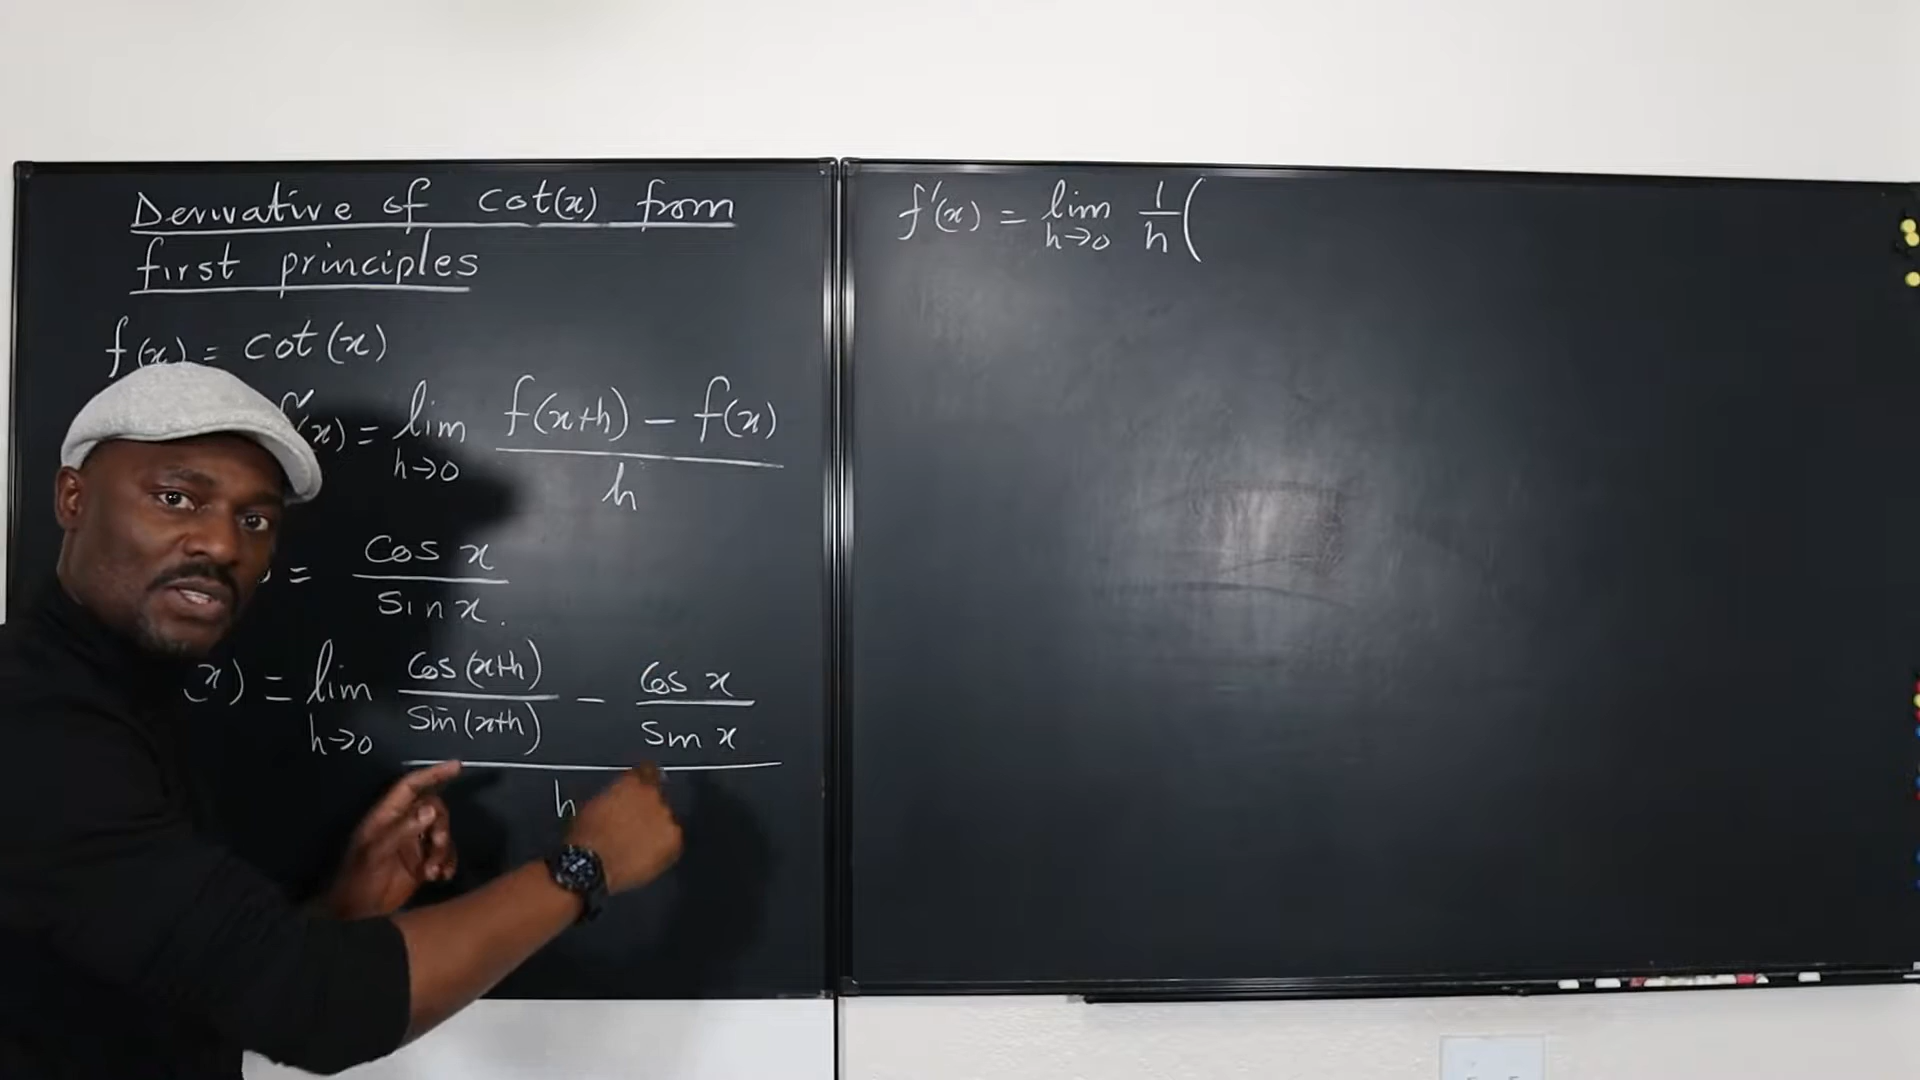 Derivative of cot(x) from
first principles
f(x) = cot(x)
(x) = lim h→0 f(x+h) − f(x) / h
= cos x / sin x.
x) = lim h→0 cos(x+h) / sin(x+h) − cos x / sin x / h
f'(x) = lim h→0 1/h (